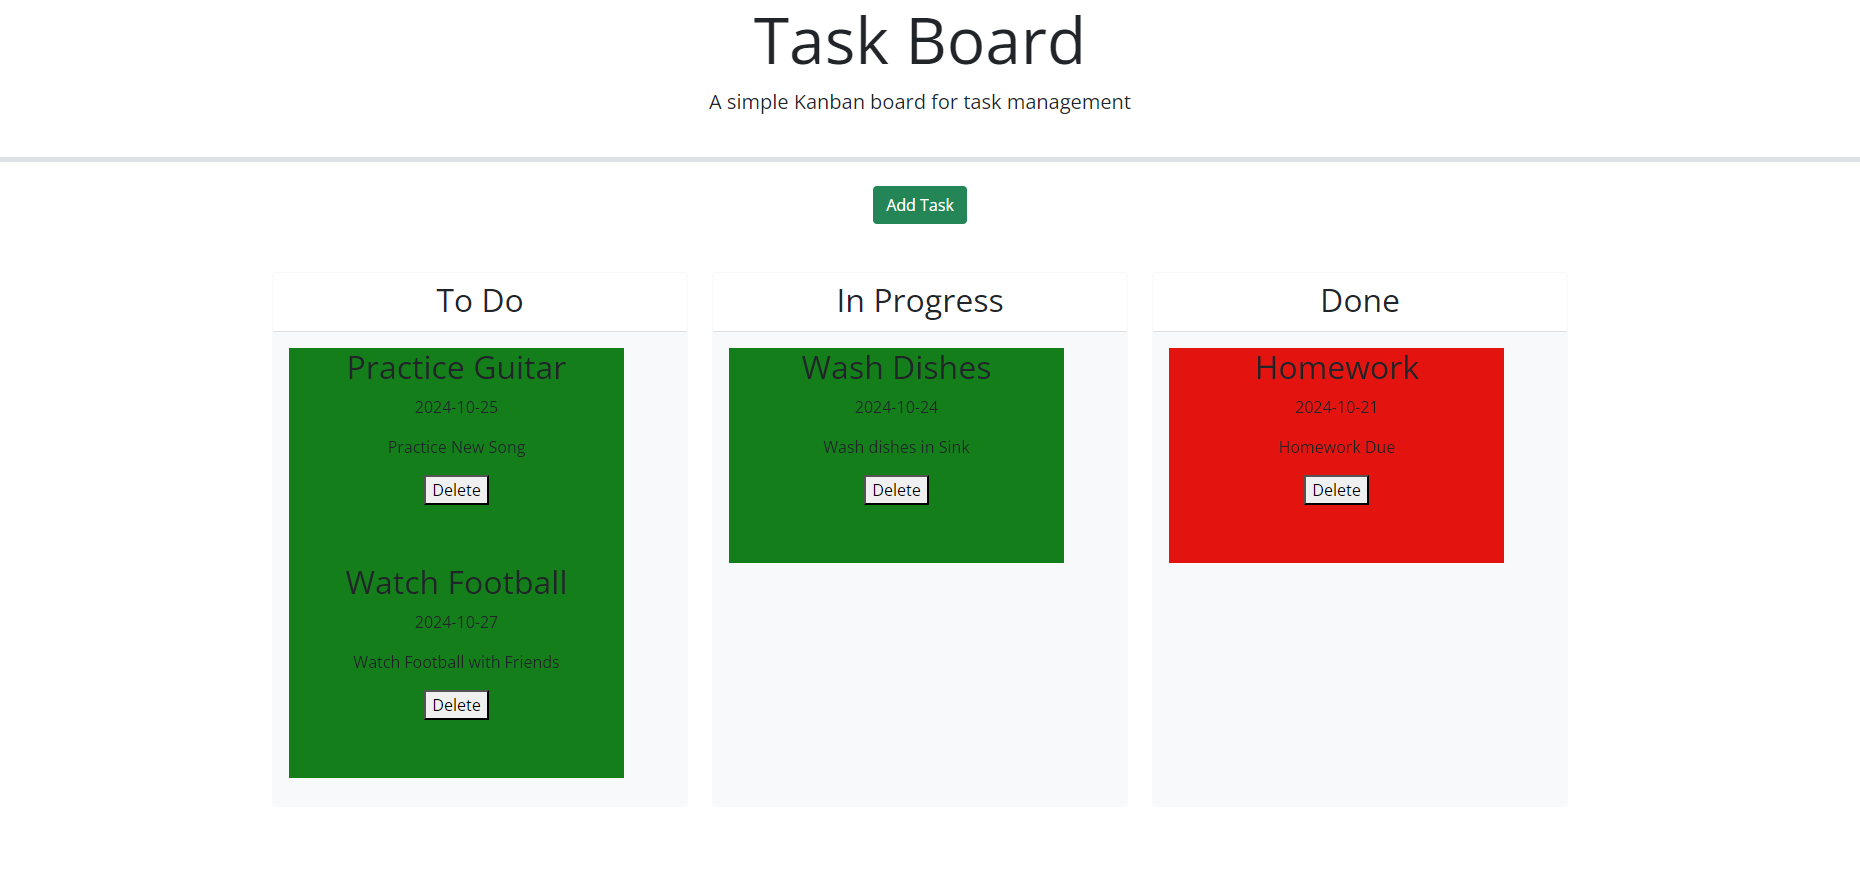 Task Board
A simple Kanban board for task management
Add Task
To Do
Practice Guitar
2024-10-25
Practice New Song
Delete
Watch Football
2024-10-27
Watch Football with Friends
Delete
In Progress
Wash Dishes
2024-10-24
Wash dishes in Sink
Delete
Done
Homework
2024-10-21
Homework Due
Delete